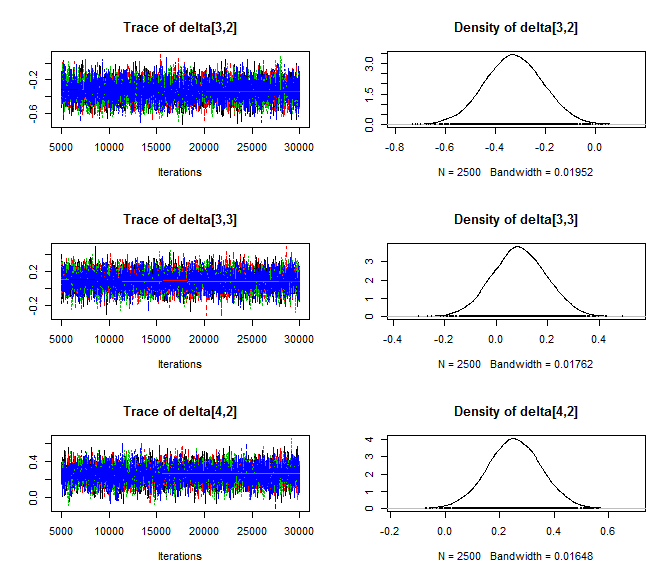 Trace of delta[3,2]
Density of delta[3,2]
-0.6 -0.2
0.0 1.5 3.0
5000 10000 15000 20000 25000 30000
-0.8 -0.6 -0.4 -0.2 0.0
Iterations
N = 2500 Bandwidth = 0.01952
Trace of delta[3,3]
Density of delta[3,3]
-0.2 0.2
0 1 2 3
5000 10000 15000 20000 25000 30000
-0.4 -0.2 0.0 0.2 0.4
Iterations
N = 2500 Bandwidth = 0.01762
Trace of delta[4,2]
Density of delta[4,2]
0.0 0.4
0 1 2 3 4
5000 10000 15000 20000 25000 30000
-0.2 0.0 0.2 0.4 0.6
Iterations
N = 2500 Bandwidth = 0.01648